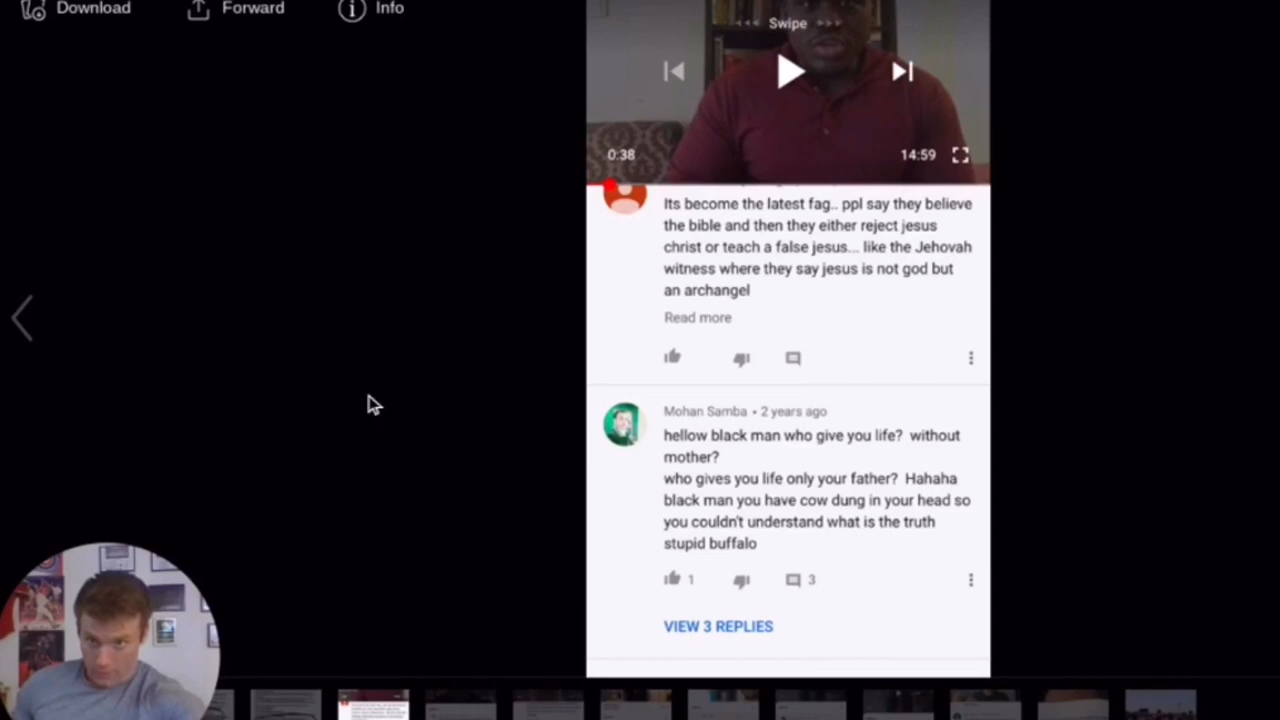 Download
Forward
Info
Swipe
0:38
14:59
Its become the latest fag.. ppl say they believe
the bible and then they either reject jesus
christ or teach a false jesus... like the Jehovah
witness where they say jesus is not god but
an archangel
Read more
Mohan Samba • 2 years ago
hellow black man who give you life?  without
mother?
who gives you life only your father?  Hahaha
black man you have cow dung in your head so
you couldn't understand what is the truth
stupid buffalo
1
3
VIEW 3 REPLIES